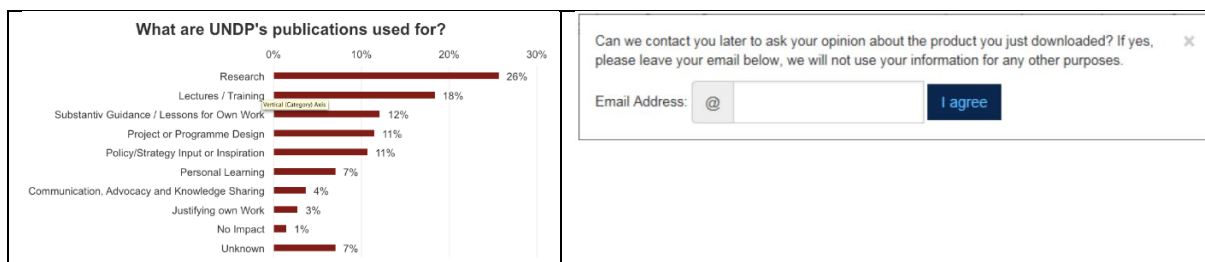 What are UNDP's publications used for?
0% 10% 20% 30%
Research 26%
Lectures / Training 18%
Vertical (Category) Axis
Substantiv Guidance / Lessons for Own Work 12%
Project or Programme Design 11%
Policy/Strategy Input or Inspiration 11%
Personal Learning 7%
Communication, Advocacy and Knowledge Sharing 4%
Justifying own Work 3%
No Impact 1%
Unknown 7%
Can we contact you later to ask your opinion about the product you just downloaded? If yes, ×
please leave your email below, we will not use your information for any other purposes.
Email Address: @ I agree